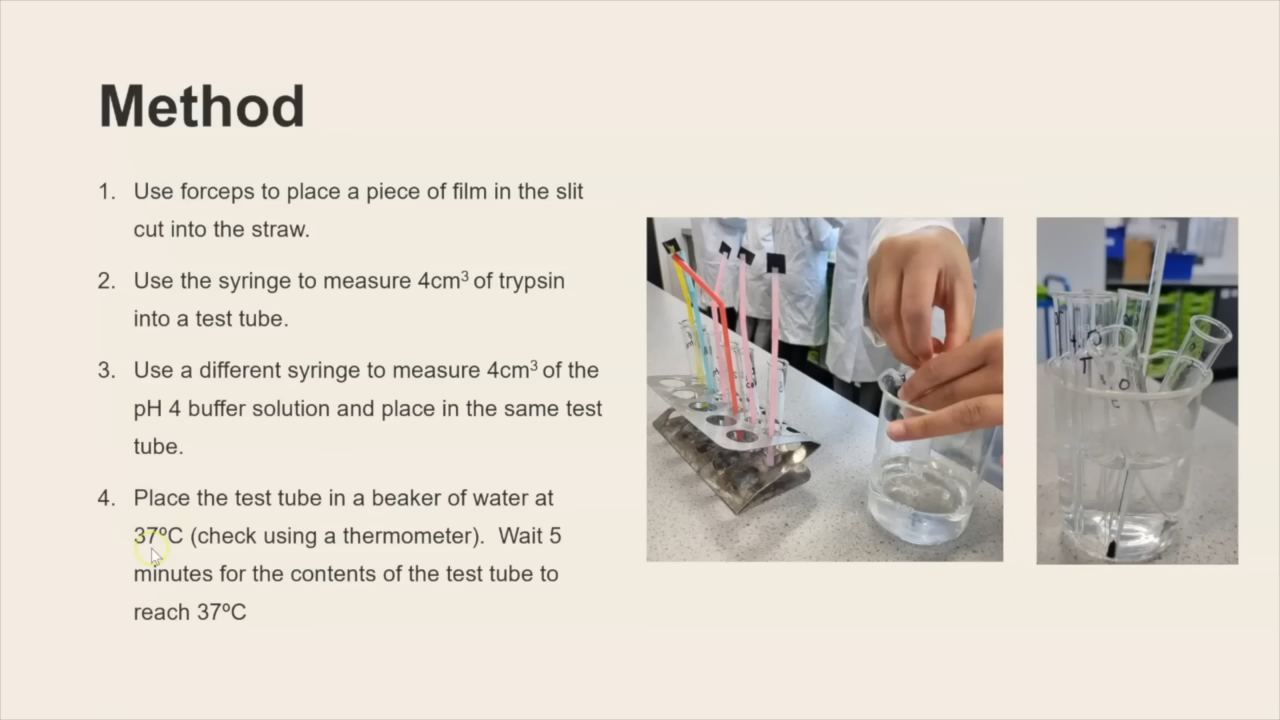 Method
1. Use forceps to place a piece of film in the slit
cut into the straw.
2. Use the syringe to measure 4cm³ of trypsin
into a test tube.
3. Use a different syringe to measure 4cm³ of the
pH 4 buffer solution and place in the same test
tube.
4. Place the test tube in a beaker of water at
37ºC (check using a thermometer).  Wait 5
minutes for the contents of the test tube to
reach 37ºC